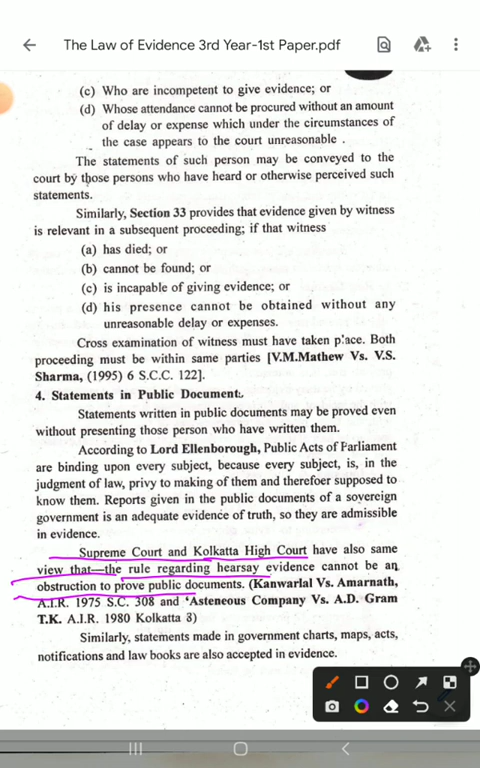 The Law of Evidence 3rd Year-1st Paper.pdf
(c) Who are incompetent to give evidence; or
(d) Whose attendance cannot be procured without an amount
of delay or expense which under the circumstances of
the case appears to the court unreasonable .
The statements of such person may be conveyed to the
court by those persons who have heard or otherwise perceived such
statements.
Similarly, Section 33 provides that evidence given by witness
is relevant in a subsequent proceeding; if that witness
(a) has died; or
(b) cannot be found; or
(c) is incapable of giving evidence; or
(d) his presence cannot be obtained without any
unreasonable delay or expenses.
Cross examination of witness must have taken place. Both
proceeding must be within same parties [V.M.Mathew Vs. V.S.
Sharma, (1995) 6 S.C.C. 122].
4. Statements in Public Document.
Statements written in public documents may be proved even
without presenting those person who have written them.
According to Lord Ellenborough, Public Acts of Parliament
are binding upon every subject, because every subject, is, in the
judgment of law, privy to making of them and therefoer supposed to
know them. Reports given in the public documents of a sovereign
government is an adequate evidence of truth, so they are admissible
in evidence.
Supreme Court and Kolkatta High Court have also same
view that—the rule regarding hearsay evidence cannot be an
obstruction to prove public documents. (Kanwarlal Vs. Amarnath,
A.I.R. 1975 S.C. 308 and 'Asteneous Company Vs. A.D. Gram
T.K. A.I.R. 1980 Kolkatta 8)
Similarly, statements made in government charts, maps, acts,
notifications and law books are also accepted in evidence.